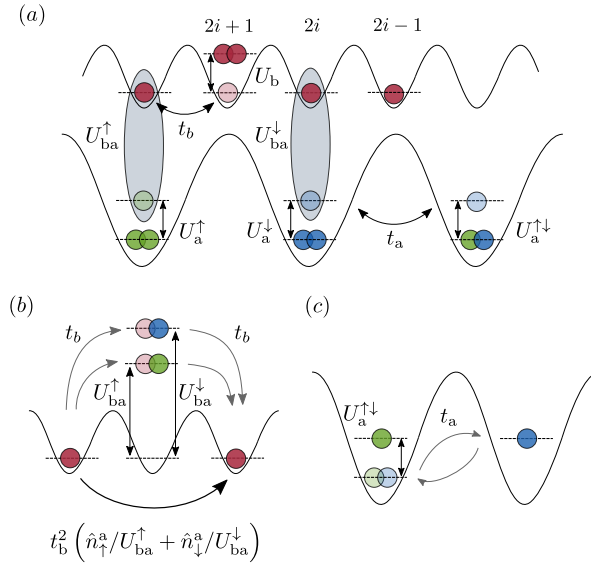 (a)
2i + 1 2i 2i − 1
U_b
t_b
U_ba^↑ U_ba^↓
U_a^↑ U_a^↓ t_a U_a^↑↓
(b) (c)
t_b t_b
U_ba^↑ U_ba^↓
U_a^↑↓ t_a
t_b^2 (n̂_↑^a/U_ba^↑ + n̂_↓^a/U_ba^↓)